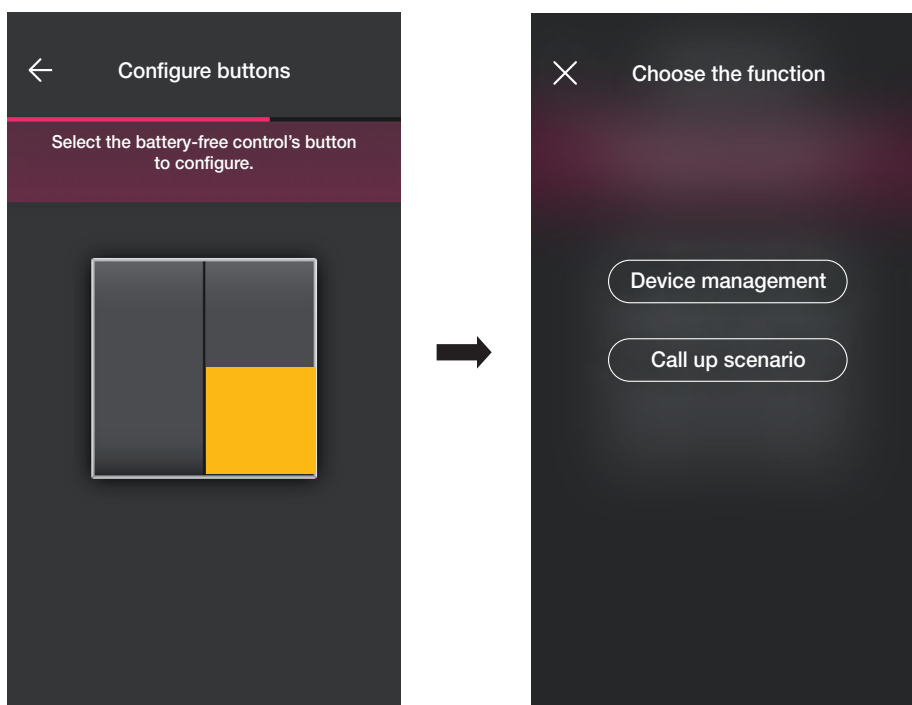 Configure buttons
Select the battery-free control's button
to configure.
Choose the function
Device management
Call up scenario